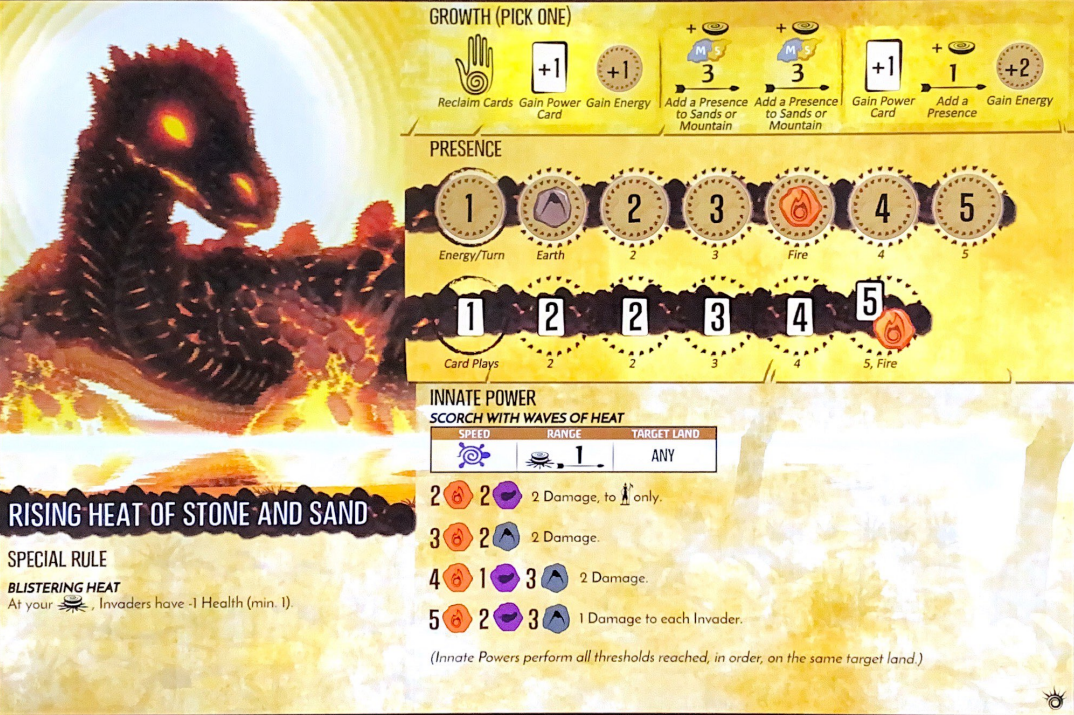 GROWTH (PICK ONE)
+1
+1
+
M S
3
+
M S
3
+1
+
1
+2
Reclaim Cards
Gain Power Card
Gain Energy
Add a Presence to Sands or Mountain
Add a Presence to Sands or Mountain
Gain Power Card
Add a Presence
Gain Energy
PRESENCE
1 2 3 4 5
Energy/Turn Earth 2 3 Fire 4 5
1 2 2 3 4 5
Card Plays 2 2 3 4 5, Fire
INNATE POWER
SCORCH WITH WAVES OF HEAT
SPEED RANGE TARGET LAND
1 ANY
2 2 2 Damage, to only.
3 2 2 Damage.
4 1 3 2 Damage.
5 2 3 1 Damage to each Invader.
(Innate Powers perform all thresholds reached, in order, on the same target land.)
RISING HEAT OF STONE AND SAND
SPECIAL RULE
BLISTERING HEAT
At your , Invaders have -1 Health (min. 1).